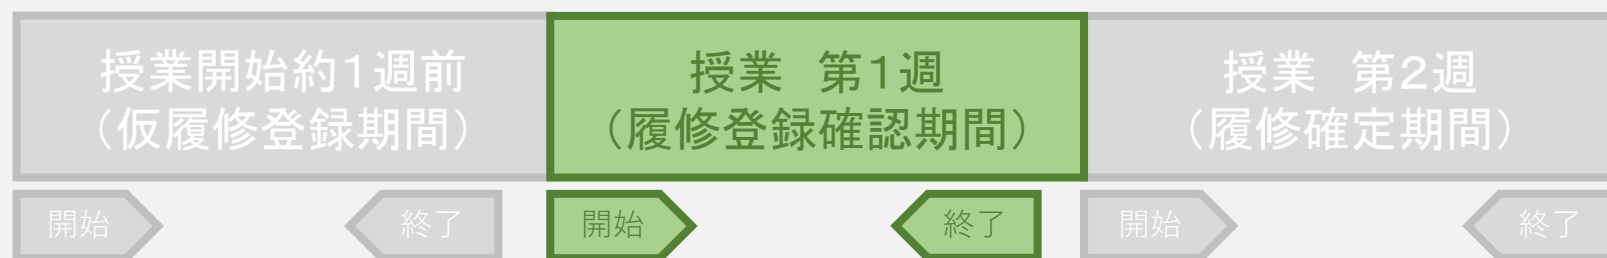 授業開始約1週前
（仮履修登録期間）
授業　第1週
（履修登録確認期間）
授業　第2週
（履修確定期間）
開始
終了
開始
終了
開始
終了